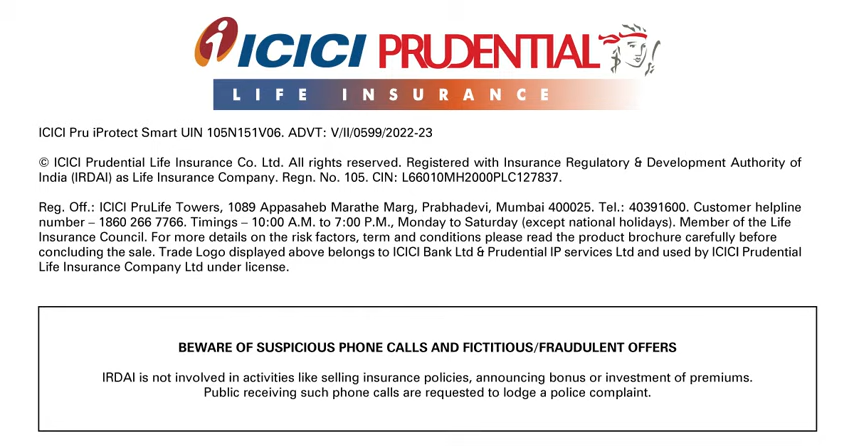 ICICI PRUDENTIAL
LIFE INSURANCE
ICICI Pru iProtect Smart UIN 105N151V06. ADVT: V/II/0599/2022-23
© ICICI Prudential Life Insurance Co. Ltd. All rights reserved. Registered with Insurance Regulatory & Development Authority of
India (IRDAI) as Life Insurance Company. Regn. No. 105. CIN: L66010MH2000PLC127837.
Reg. Off.: ICICI PruLife Towers, 1089 Appasaheb Marathe Marg, Prabhadevi, Mumbai 400025. Tel.: 40391600. Customer helpline
number – 1860 266 7766. Timings – 10:00 A.M. to 7:00 P.M., Monday to Saturday (except national holidays). Member of the Life
Insurance Council. For more details on the risk factors, term and conditions please read the product brochure carefully before
concluding the sale. Trade Logo displayed above belongs to ICICI Bank Ltd & Prudential IP services Ltd and used by ICICI Prudential
Life Insurance Company Ltd under license.
BEWARE OF SUSPICIOUS PHONE CALLS AND FICTITIOUS/FRAUDULENT OFFERS
IRDAI is not involved in activities like selling insurance policies, announcing bonus or investment of premiums.
Public receiving such phone calls are requested to lodge a police complaint.